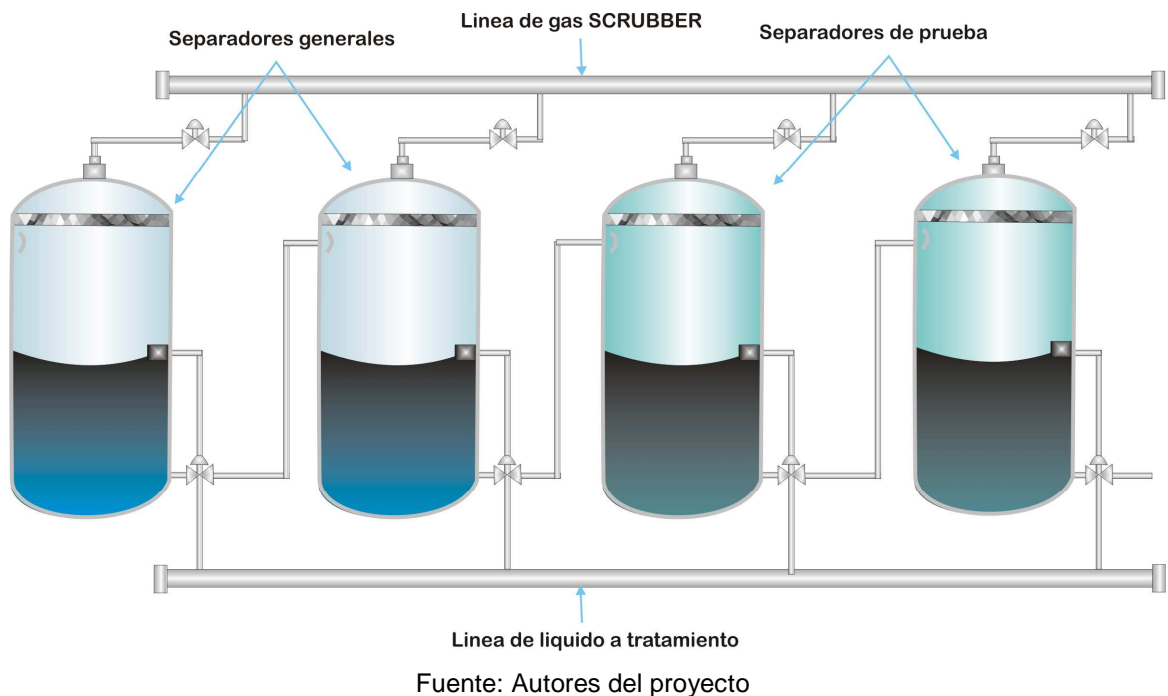 Linea de gas SCRUBBER
Separadores generales
Separadores de prueba
Linea de liquido a tratamiento
Fuente: Autores del proyecto